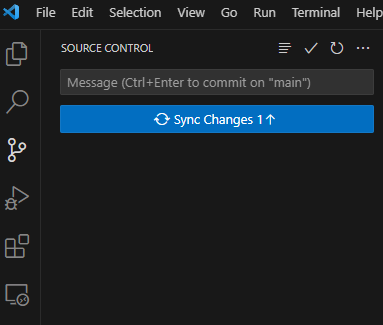 File Edit Selection View Go Run Terminal Help
SOURCE CONTROL
Message (Ctrl+Enter to commit on "main")
Sync Changes 1↑